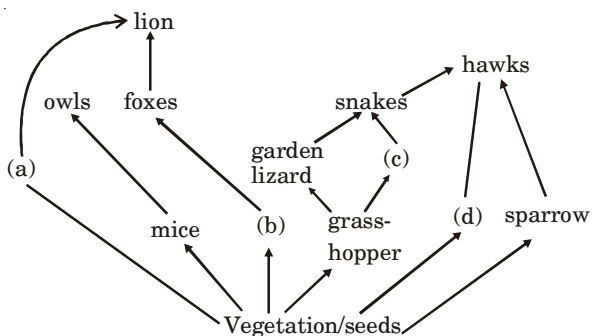 lion
hawks
owls
foxes
snakes
garden
lizard
(c)
(a)
mice
(b)
grass-
hopper
(d)
sparrow
Vegetation/seeds